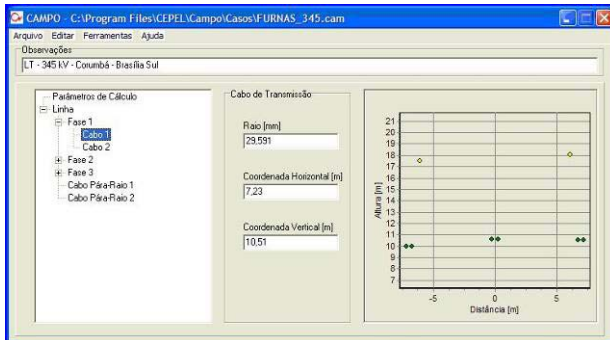 CAMPO - C:\Program Files\CEPEL\Campo\Casos\FURNAS_345.cam
Arquivo Editar Ferramentas Ajuda
Observações
LT - 345 kV - Corumbá - Brasília Sul
Parâmetros de Cálculo
Linha
Fase 1
Cabo 1
Cabo 2
Fase 2
Fase 3
Cabo Pára-Raio 1
Cabo Pára-Raio 2
Cabo de Transmissão
Raio [mm]
29,591
Coordenada Horizontal [m]
7,23
Coordenada Vertical [m]
10,51
Altura [m]
21
20
19
18
17
16
15
14
13
12
11
10
9
8
7
-5
0
5
Distância [m]